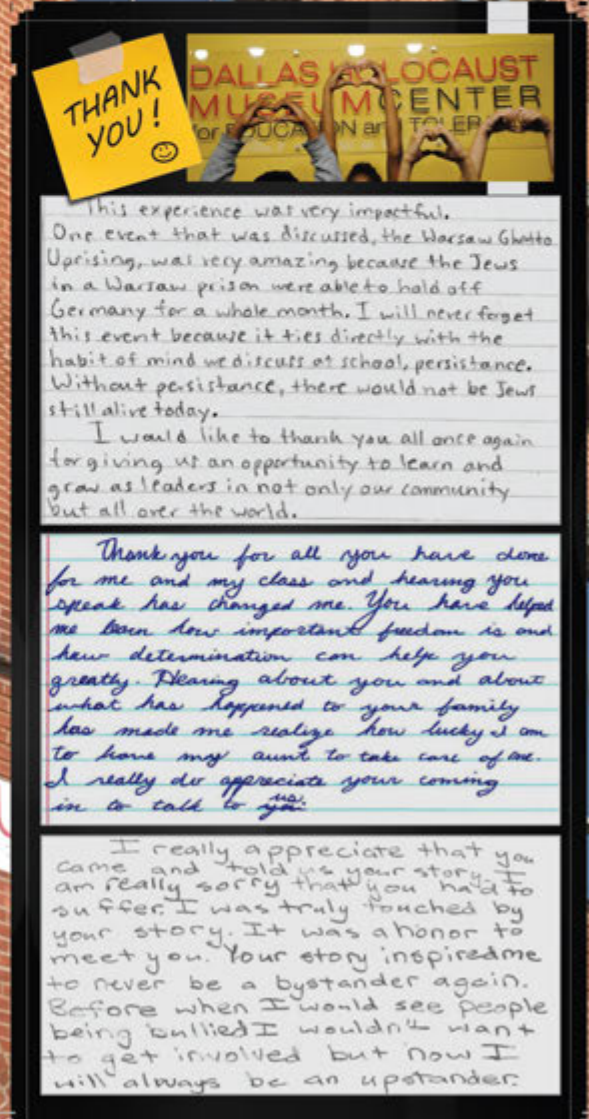 THANK
YOU!
DALLAS HOLOCAUST
MUSEUMCENTER
for EDUCATION and TOLER
This experience was very impactful.
One event that was discussed, the Warsaw Ghetto
Uprising, was very amazing because the Jews
in a Warsaw prison were able to hold off
Germany for a whole month. I will never forget
this event because it ties directly with the
habit of mind we discuss at school, persistance.
Without persistance, there would not be Jews
still alive today.
I would like to thank you all once again
for giving us an opportunity to learn and
grow as leaders in not only our community
but all over the world.
Thank you for all you have done
for me and my class and hearing you
speak has changed me. You have helped
me learn how important freedom is and
how determination can help you
greatly. Hearing about you and about
what has happened to your family
has made me realize how lucky I am
to have my aunt to take care of me.
I really do appreciate your coming
in to talk to us.
I really appreciate that you
came and told us your story. I
am really sorry that you had to
suffer. I was truly touched by
your story. It was a honor to
meet you. Your story inspired me
to never be a bystander again.
Before when I would see people
being bullied I wouldn't want
to get involved but now I
will always be an upstander.